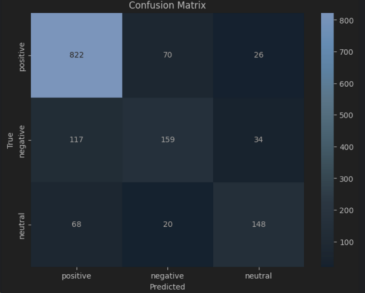 Confusion Matrix
positive
822 70 26
negative
117 159 34
neutral
68 20 148
positive negative neutral
Predicted
True
800
700
600
500
400
300
200
100